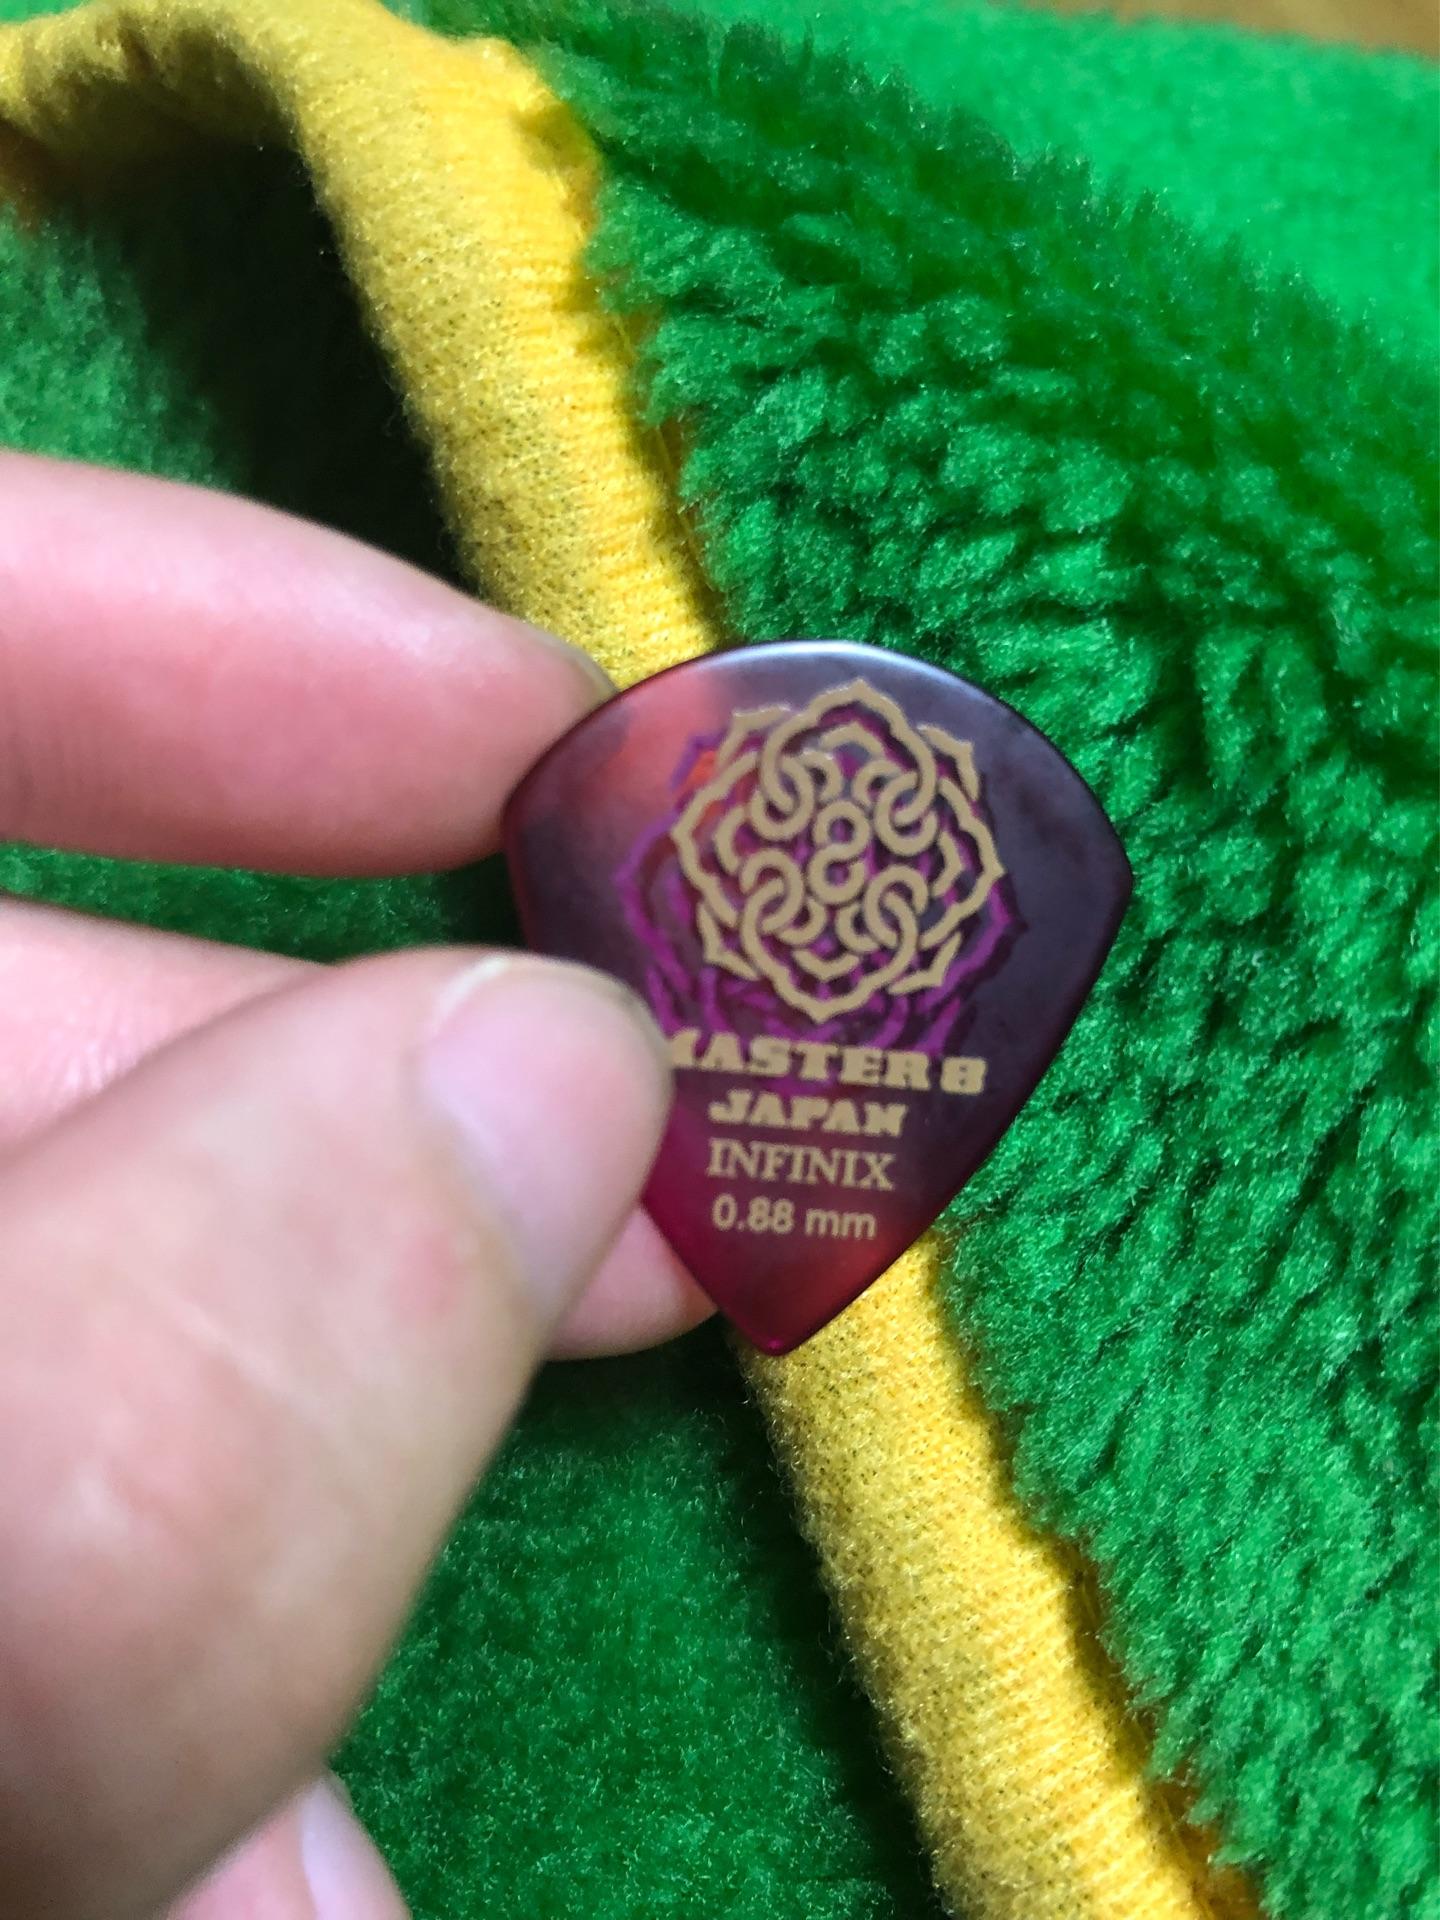 MASTER 8
JAPAN
INFINIX
0.88 mm